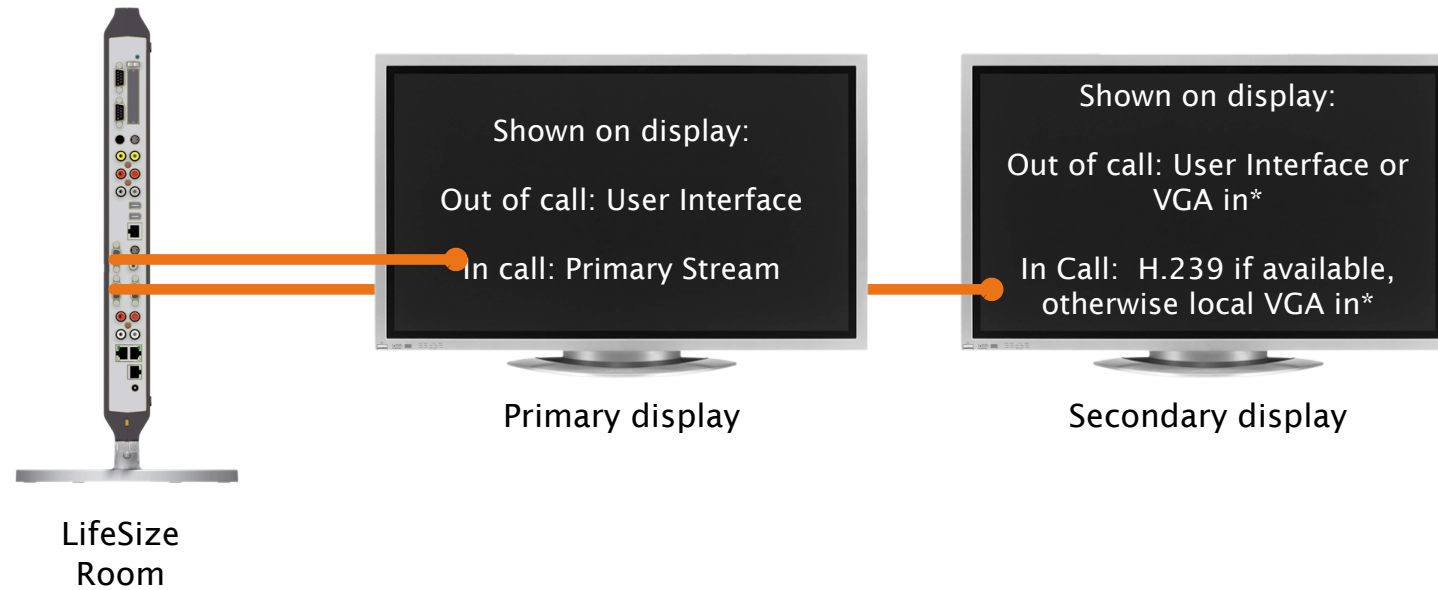 Shown on display:
Out of call: User Interface
In call: Primary Stream
Primary display
Shown on display:
Out of call: User Interface or
VGA in*
In Call: H.239 if available,
otherwise local VGA in*
Secondary display
LifeSize
Room